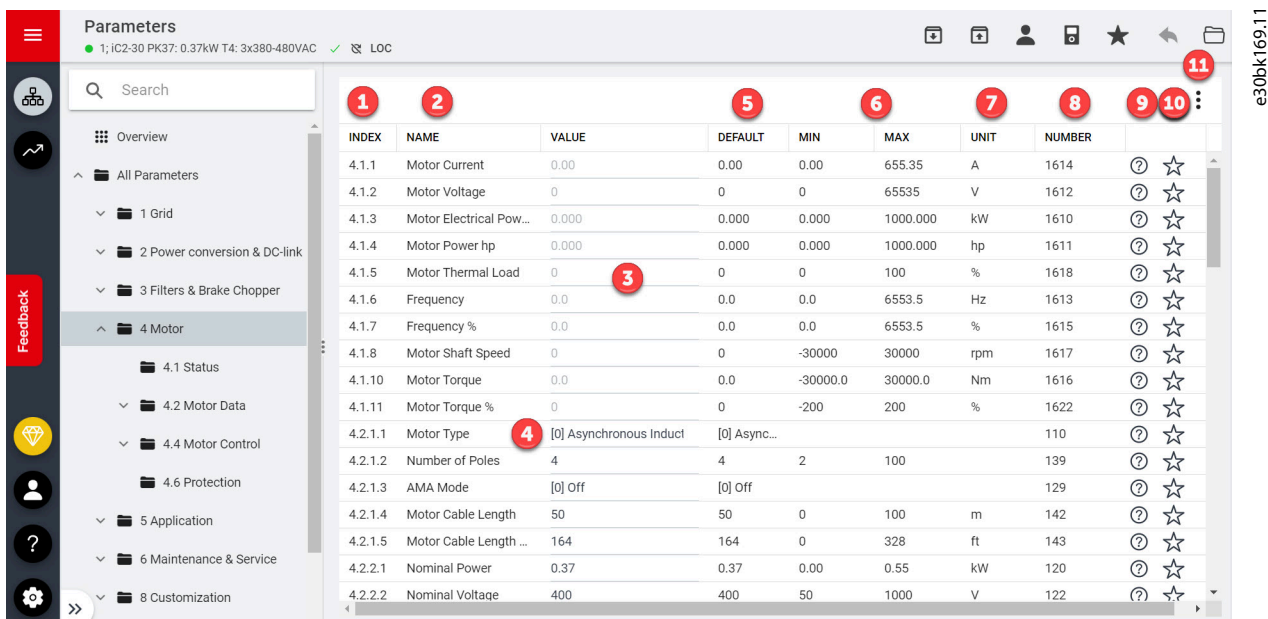 Parameters
1; iC2-30 PK37: 0.37kW T4: 3x380-480VAC LOC
e30bk169.11
Search
Overview
All Parameters
1 Grid
2 Power conversion & DC-link
3 Filters & Brake Chopper
4 Motor
4.1 Status
4.2 Motor Data
4.4 Motor Control
4.6 Protection
5 Application
6 Maintenance & Service
8 Customization
Feedback
1 2 5 6 7 8 9 10 11
INDEX NAME VALUE DEFAULT MIN MAX UNIT NUMBER
4.1.1 Motor Current 0.00 0.00 0.00 655.35 A 1614
4.1.2 Motor Voltage 0 0 0 65535 V 1612
4.1.3 Motor Electrical Pow... 0.000 0.000 0.000 1000.000 kW 1610
4.1.4 Motor Power hp 0.000 0.000 0.000 1000.000 hp 1611
4.1.5 Motor Thermal Load 0 3 0 0 100 % 1618
4.1.6 Frequency 0.0 0.0 0.0 6553.5 Hz 1613
4.1.7 Frequency % 0.0 0.0 0.0 6553.5 % 1615
4.1.8 Motor Shaft Speed 0 0 -30000 30000 rpm 1617
4.1.10 Motor Torque 0.0 0.0 -30000.0 30000.0 Nm 1616
4.1.11 Motor Torque % 0 0 -200 200 % 1622
4.2.1.1 Motor Type 4 [0] Asynchronous Induct [0] Async... 110
4.2.1.2 Number of Poles 4 4 2 100 139
4.2.1.3 AMA Mode [0] Off [0] Off 129
4.2.1.4 Motor Cable Length 50 50 0 100 m 142
4.2.1.5 Motor Cable Length ... 164 164 0 328 ft 143
4.2.2.1 Nominal Power 0.37 0.37 0.00 0.55 kW 120
4.2.2.2 Nominal Voltage 400 400 50 1000 V 122